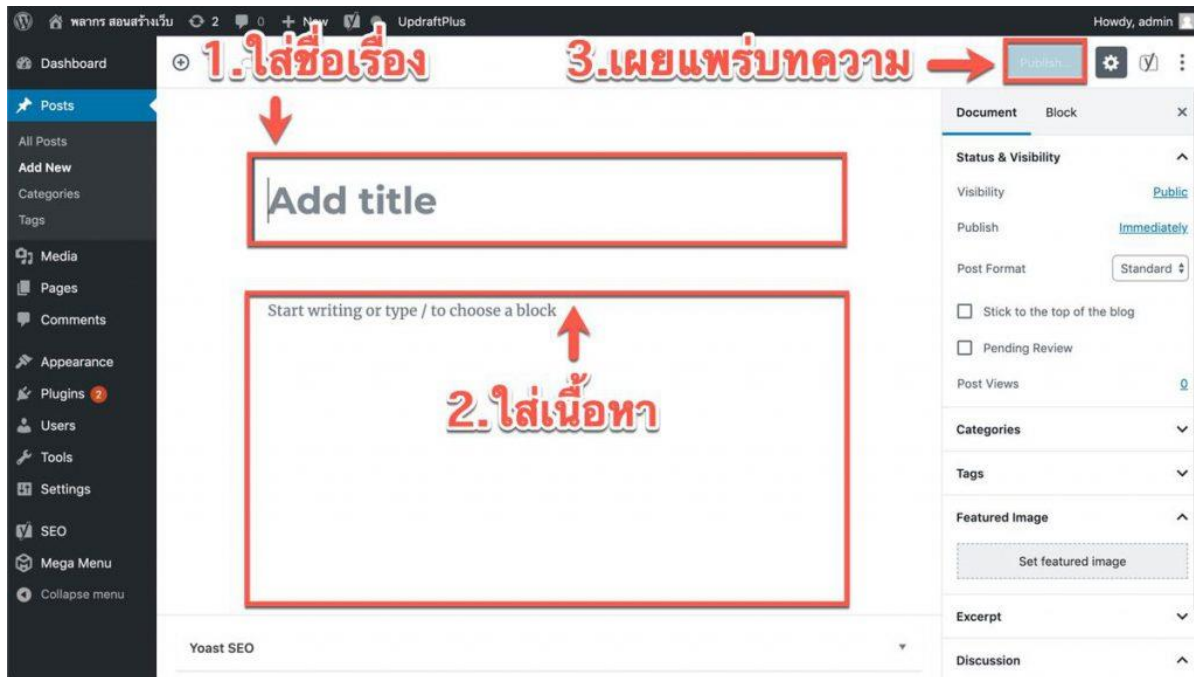 พลากร สอนสร้างเว็บ 2 0 + New UpdraftPlus Howdy, admin
1.ใส่ชื่อเรื่อง
3.เผยแพร่บทความ
Publish...
Dashboard
Posts
All Posts
Add New
Categories
Tags
Media
Pages
Comments
Appearance
Plugins 2
Users
Tools
Settings
SEO
Mega Menu
Collapse menu
Add title
Start writing or type / to choose a block
2.ใส่เนื้อหา
Yoast SEO
Document Block
Status & Visibility
Visibility Public
Publish Immediately
Post Format Standard
Stick to the top of the blog
Pending Review
Post Views 0
Categories
Tags
Featured Image
Set featured image
Excerpt
Discussion